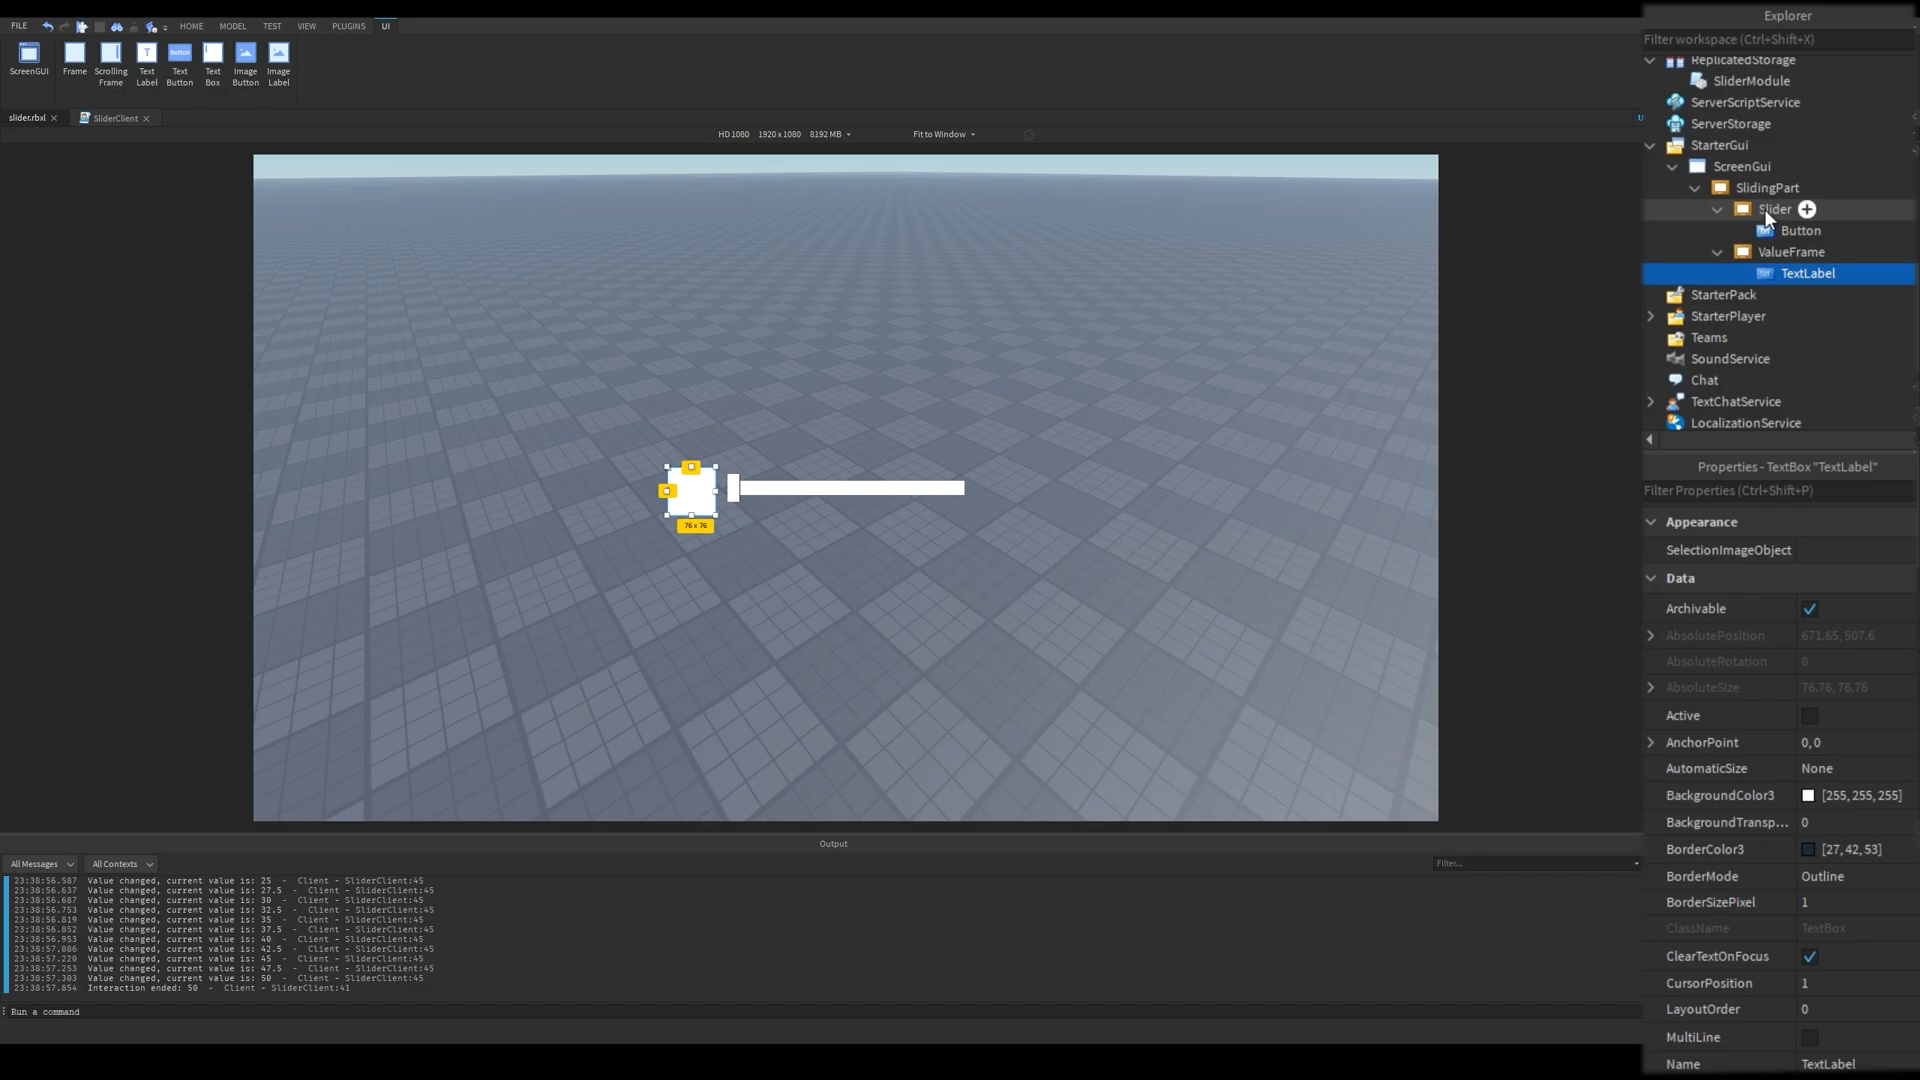 FILE HOME MODEL TEST VIEW PLUGINS UI
ScreenGUI Frame Scrolling Frame Text Label Text Button Text Box Image Button Image Label
Button
T
slider.rbxl SliderClient
HD 1080 1920 x 1080 8192 MB Fit to Window
U
76 x 76
Output
All Messages All Contexts Filter...
23:38:56.587 Value changed, current value is: 25 - Client - SliderClient:45
23:38:56.637 Value changed, current value is: 27.5 - Client - SliderClient:45
23:38:56.687 Value changed, current value is: 30 - Client - SliderClient:45
23:38:56.753 Value changed, current value is: 32.5 - Client - SliderClient:45
23:38:56.819 Value changed, current value is: 35 - Client - SliderClient:45
23:38:56.852 Value changed, current value is: 37.5 - Client - SliderClient:45
23:38:56.953 Value changed, current value is: 40 - Client - SliderClient:45
23:38:57.086 Value changed, current value is: 42.5 - Client - SliderClient:45
23:38:57.220 Value changed, current value is: 45 - Client - SliderClient:45
23:38:57.253 Value changed, current value is: 47.5 - Client - SliderClient:45
23:38:57.303 Value changed, current value is: 50 - Client - SliderClient:45
23:38:57.854 Interaction ended: 50 - Client - SliderClient:41
Run a command
Explorer
Filter workspace (Ctrl+Shift+X)
ReplicatedStorage
SliderModule
ServerScriptService
ServerStorage
StarterGui
ScreenGui
SlidingPart
Slider
Button
ValueFrame
TextLabel
StarterPack
StarterPlayer
Teams
SoundService
Chat
TextChatService
LocalizationService
Properties - TextBox "TextLabel"
Filter Properties (Ctrl+Shift+P)
Appearance
SelectionImageObject
Data
Archivable
AbsolutePosition 671.65, 507.6
AbsoluteRotation 0
AbsoluteSize 76.76, 76.76
Active
AnchorPoint 0, 0
AutomaticSize None
BackgroundColor3 [255, 255, 255]
BackgroundTransp... 0
BorderColor3 [27, 42, 53]
BorderMode Outline
BorderSizePixel 1
ClassName TextBox
ClearTextOnFocus
CursorPosition 1
LayoutOrder 0
MultiLine
Name TextLabel